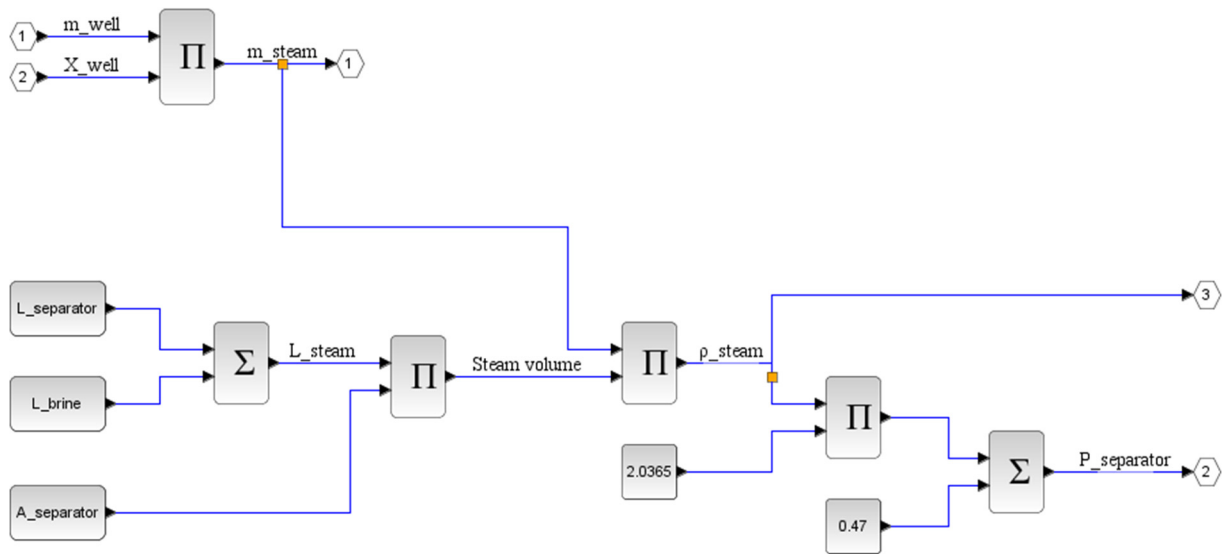 1
m_well
2
X_well
Π
m_steam
1
L_separator
L_brine
Σ
L_steam
A_separator
Π
Steam volume
Π
ρ_steam
3
2.0365
Π
0.47
Σ
P_separator
2